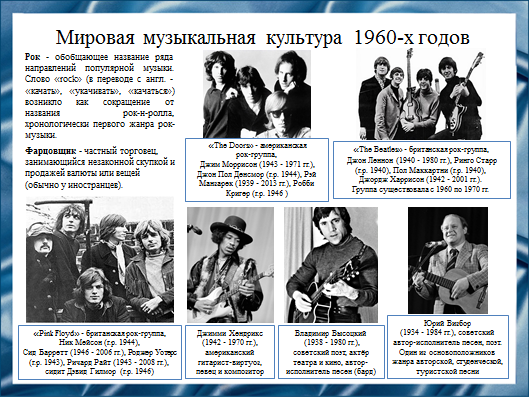 Мировая музыкальная культура 1960-х годов
Рок - обобщающее название ряда
направлений популярной музыки.
Слово «rock» (в переводе с англ. -
«качать», «укачивать», «качаться»)
возникло как сокращение от
названия рок-н-ролла,
хронологически первого жанра рок-
музыки.
Фарцовщик - частный торговец,
занимающийся незаконной скупкой и
продажей валюты или вещей
(обычно у иностранцев).
«The Doors» - американская
рок-группа,
Джим Моррисон (1943 - 1971 гг.),
Джон Пол Денсмор (г.р. 1944), Рэй
Манзарек (1939 - 2013 гг.), Робби
Кригер (г.р. 1946 )
«The Beatles» - британская рок-группа,
Джон Леннон (1940 - 1980 гг.), Ринго Старр
(г.р. 1940), Пол Маккартни (г.р. 1940),
Джордж Харрисон (1942 - 2001 гг.).
Группа существовала с 1960 по 1970 гг.
«Pink Floyd» - британская рок-группа,
Ник Мейсон (г.р. 1944),
Сид Барретт (1946 - 2006 гг.), Роджер Уотерс
(г.р. 1943), Ричард Райт (1943 - 2008 гг.),
сидит Дэвид Гилмор (г.р. 1946)
Джимми Хендрикс
(1942 - 1970 гг.),
американский
гитарист-виртуоз,
певец и композитор
Владимир Высоцкий
(1938 - 1980 гг.),
советский поэт, актёр
театра и кино, автор-
исполнитель песен (бард)
Юрий Визбор
(1934 - 1984 гг.), советский
автор-исполнитель песен, поэт.
Один из основоположников
жанра авторской, студенческой,
туристской песни